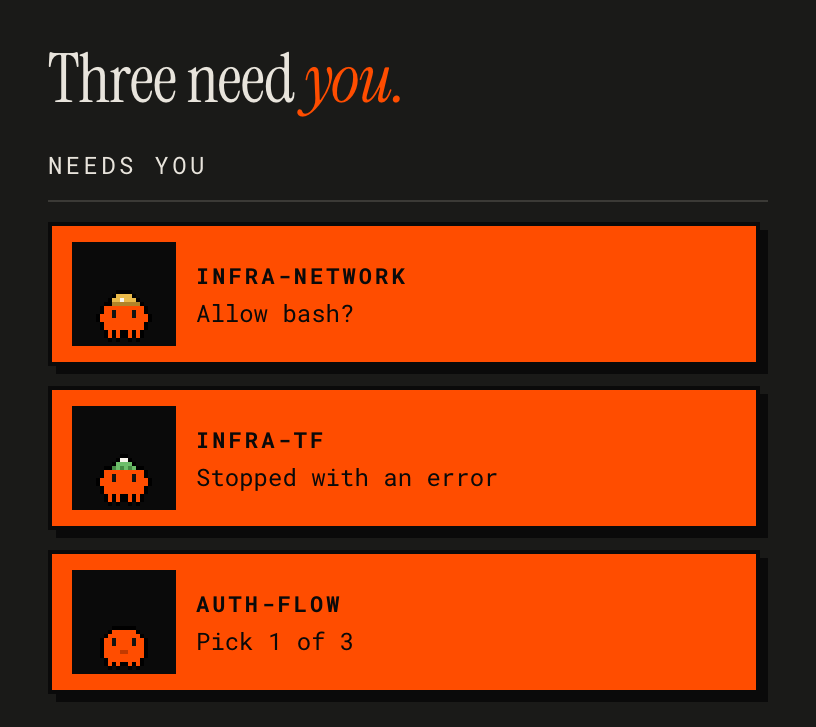 Three need you.
NEEDS YOU
INFRA-NETWORK
Allow bash?
INFRA-TF
Stopped with an error
AUTH-FLOW
Pick 1 of 3